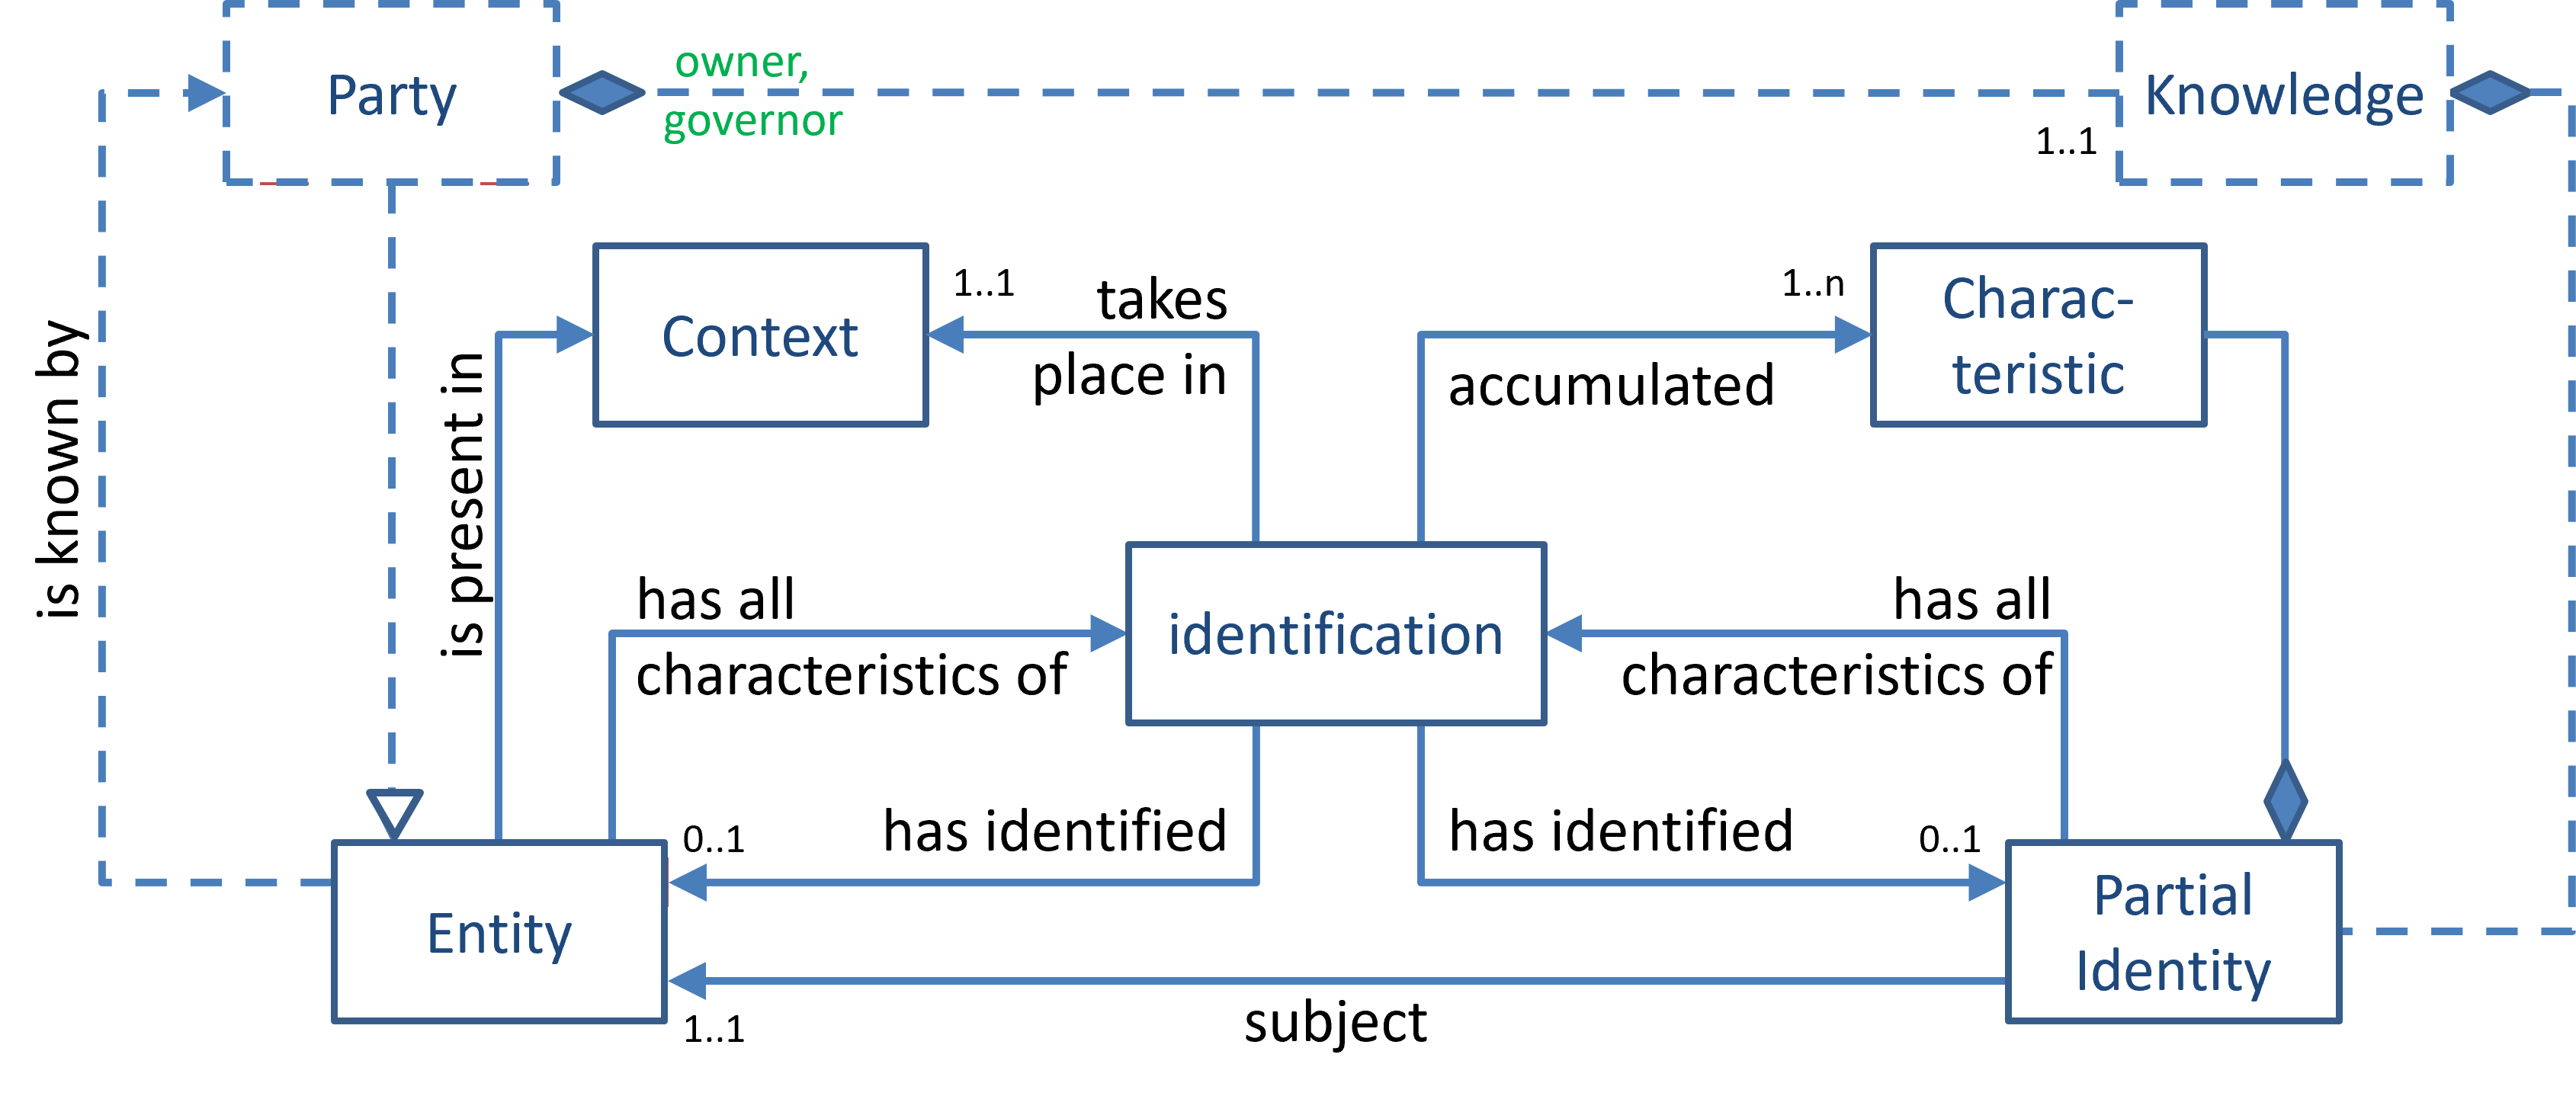 Party
owner,
governor
Knowledge
1..1
Context
1..1
takes
place in
1..n
accumulated
Charac-
teristic
is known by
is present in
has all
characteristics of
identification
has all
characteristics of
0..1
has identified
has identified
0..1
Entity
Partial
Identity
1..1
subject